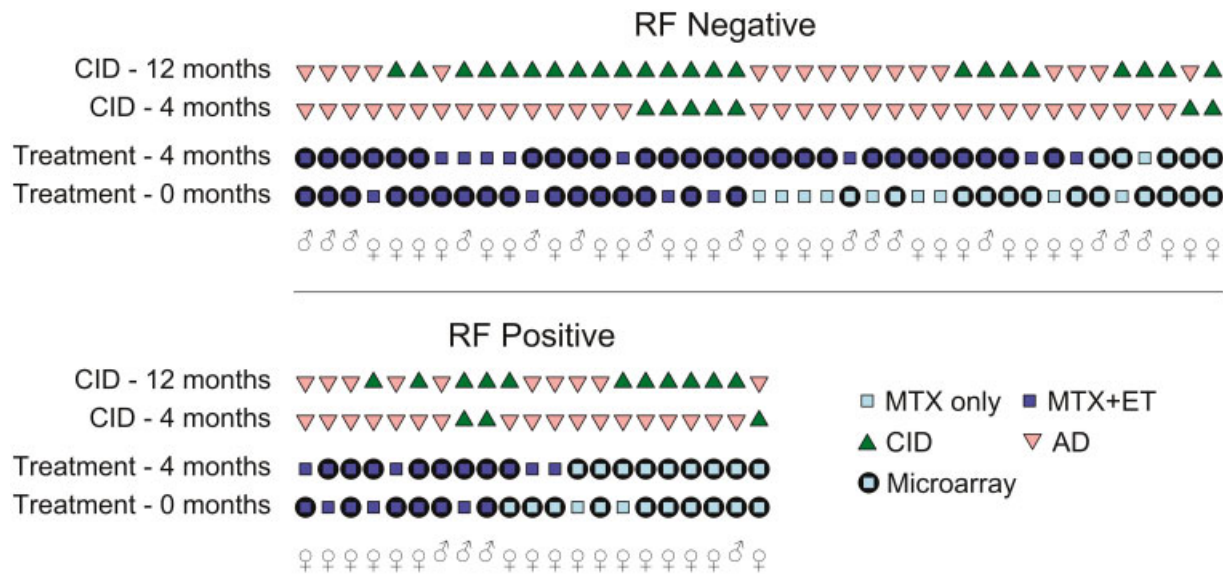 RF Negative
CID - 12 months
CID - 4 months
Treatment - 4 months
Treatment - 0 months
RF Positive
CID - 12 months
CID - 4 months
Treatment - 4 months
Treatment - 0 months
MTX only MTX+ET
CID AD
Microarray